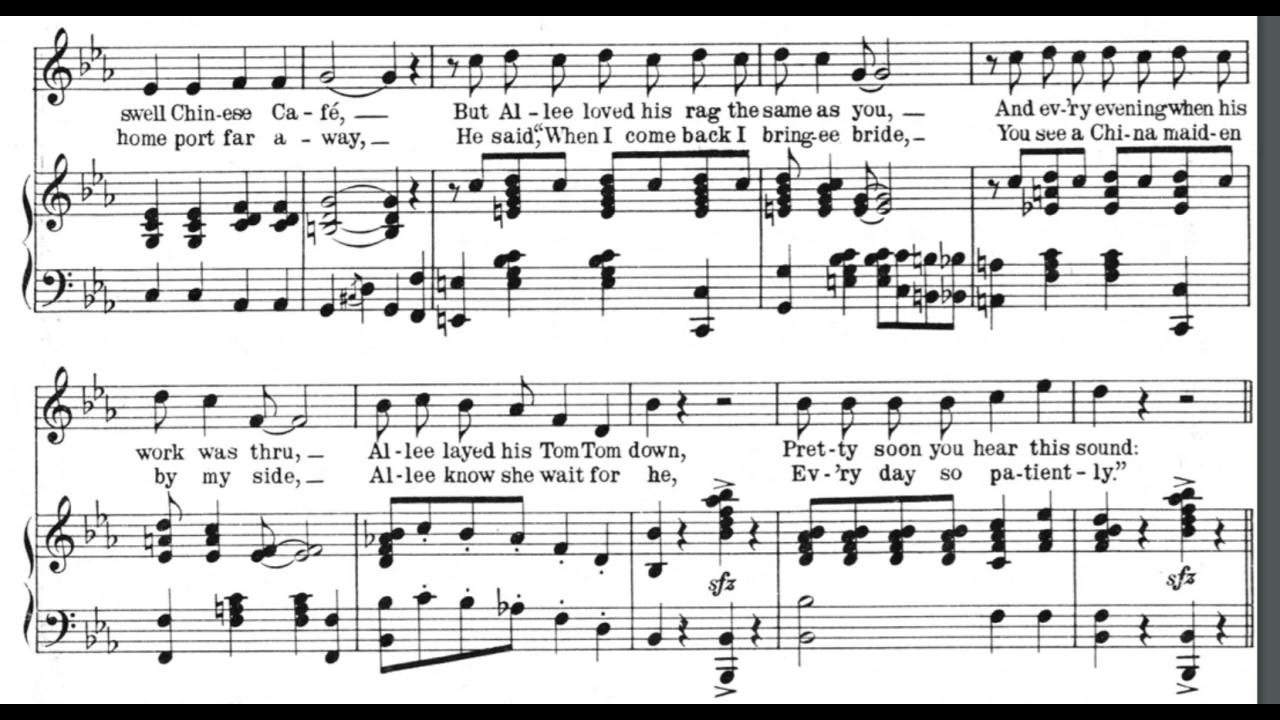 swell Chin-ese Ca - fé, — But Al - lee loved his rag the same as you, — And ev-'ry evening when his
home port far a - way, — He said, "When I come back I bring-ee bride, — You see a Chi-na maid-en
work was thru, — Al-lee layed his Tom Tom down, Pret-ty soon you hear this sound:
by my side, — Al-lee know she wait for he, Ev-'ry day so pa-tient-ly."
sfz sfz